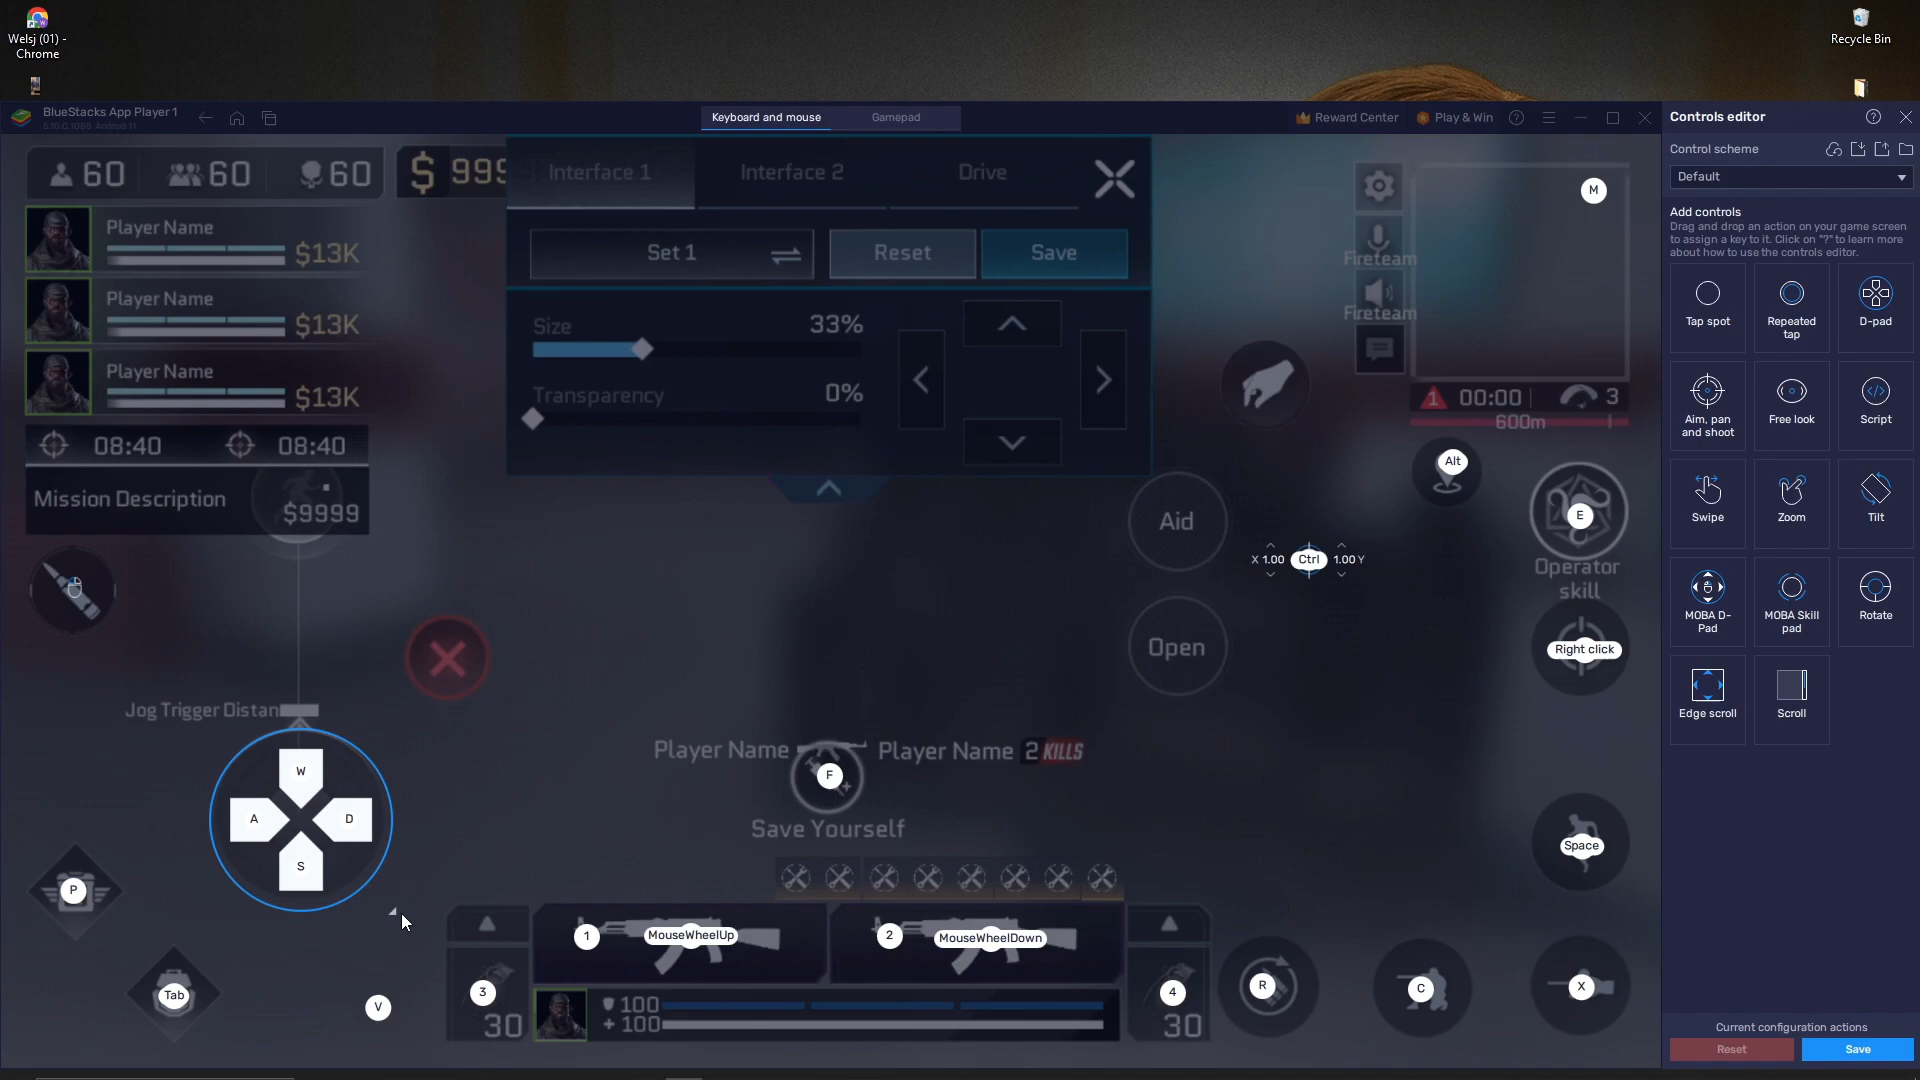 Welsj (01) -
Chrome
Recycle Bin
BlueStacks App Player 1
5.10.0.1086 Android 11
Keyboard and mouse
Gamepad
Reward Center
Play & Win
60
60
60
$ 999
Player Name
$13K
Player Name
$13K
Player Name
$13K
08:40
08:40
Mission Description
$9999
Interface 1
Interface 2
Drive
Set 1
Reset
Save
Size
33%
Transparency
0%
Fireteam
Fireteam
M
1
00:00
3
600m
Alt
Aid
X 1.00
Ctrl
1.00 Y
E
Operator
skill
Open
Right click
Jog Trigger Distan
W
A
D
S
Player Name
Player Name
2 KILLS
F
Save Yourself
Space
P
Tab
V
1
MouseWheelUp
2
MouseWheelDown
3
30
100
+ 100
4
30
R
C
X
Controls editor
Control scheme
Default
Add controls
Drag and drop an action on your game screen
to assign a key to it. Click on "?" to learn more
about how to use the controls editor.
Tap spot
Repeated
tap
D-pad
Aim, pan
and shoot
Free look
Script
Swipe
Zoom
Tilt
MOBA D-
Pad
MOBA Skill
pad
Rotate
Edge scroll
Scroll
Current configuration actions
Reset
Save